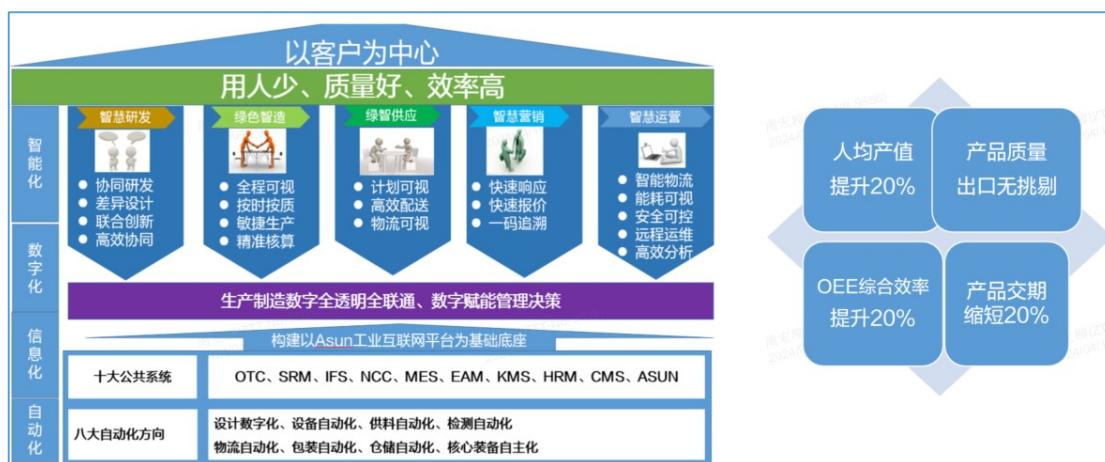 以客户为中心
用人少、质量好、效率高
智能化
数字化
信息化
自动化
智慧研发
协同研发
差异设计
联合创新
高效协同
绿色智造
全程可视
按时按质
敏捷生产
精准核算
绿智供应
计划可视
高效配送
物流可视
智慧营销
快速响应
快速报价
一码追溯
智慧运营
智能物流
能耗可视
安全可控
远程运维
高效分析
生产制造数字全透明全联通、数字赋能管理决策
构建以Asun工业互联网平台为基础底座
十大公共系统
OTC、SRM、IFS、NCC、MES、EAM、KMS、HRM、CMS、ASUN
八大自动化方向
设计数字化、设备自动化、供料自动化、检测自动化
物流自动化、包装自动化、仓储自动化、核心装备自主化
人均产值
提升20%
产品质量
出口无挑剔
OEE综合效率
提升20%
产品交期
缩短20%